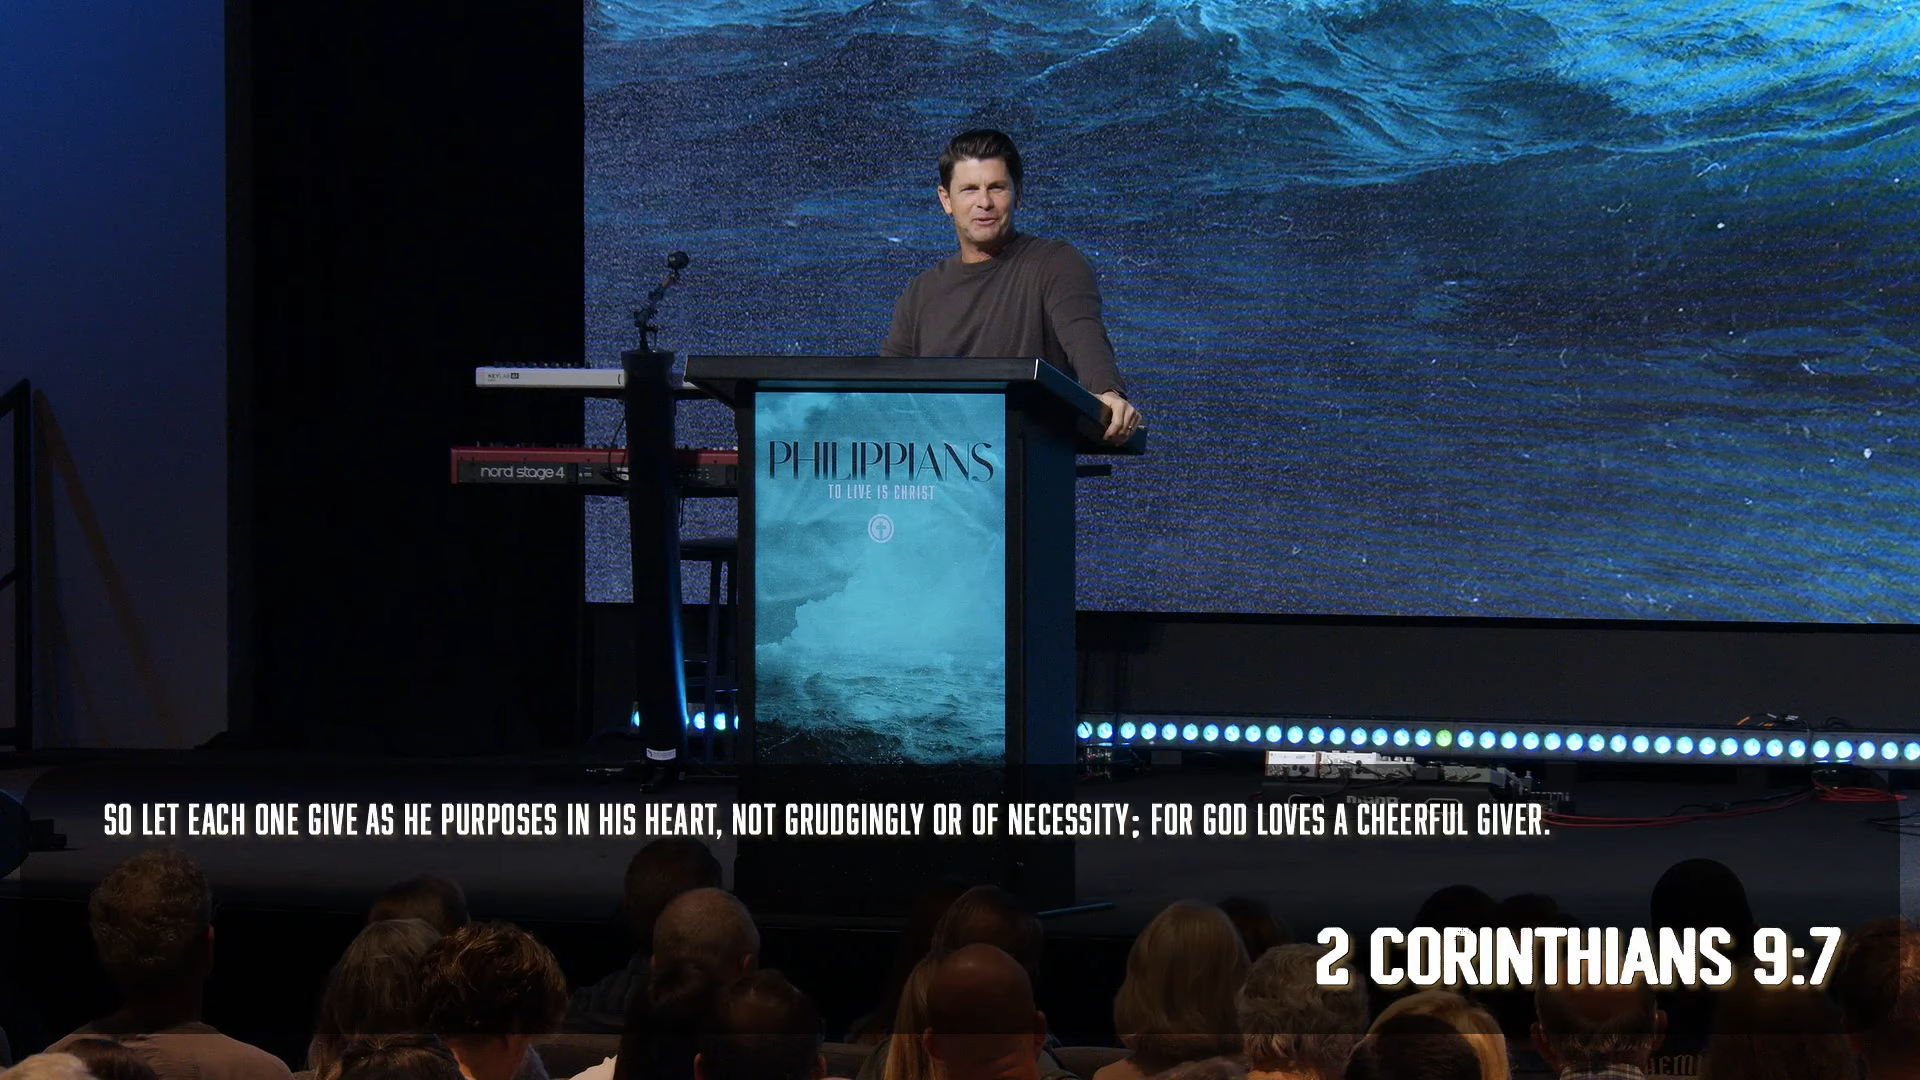 KEYLAB
nord stage 4
PHILIPPIANS
TO LIVE IS CHRIST
SO LET EACH ONE GIVE AS HE PURPOSES IN HIS HEART, NOT GRUDGINGLY OR OF NECESSITY; FOR GOD LOVES A CHEERFUL GIVER.
2 CORINTHIANS 9:7